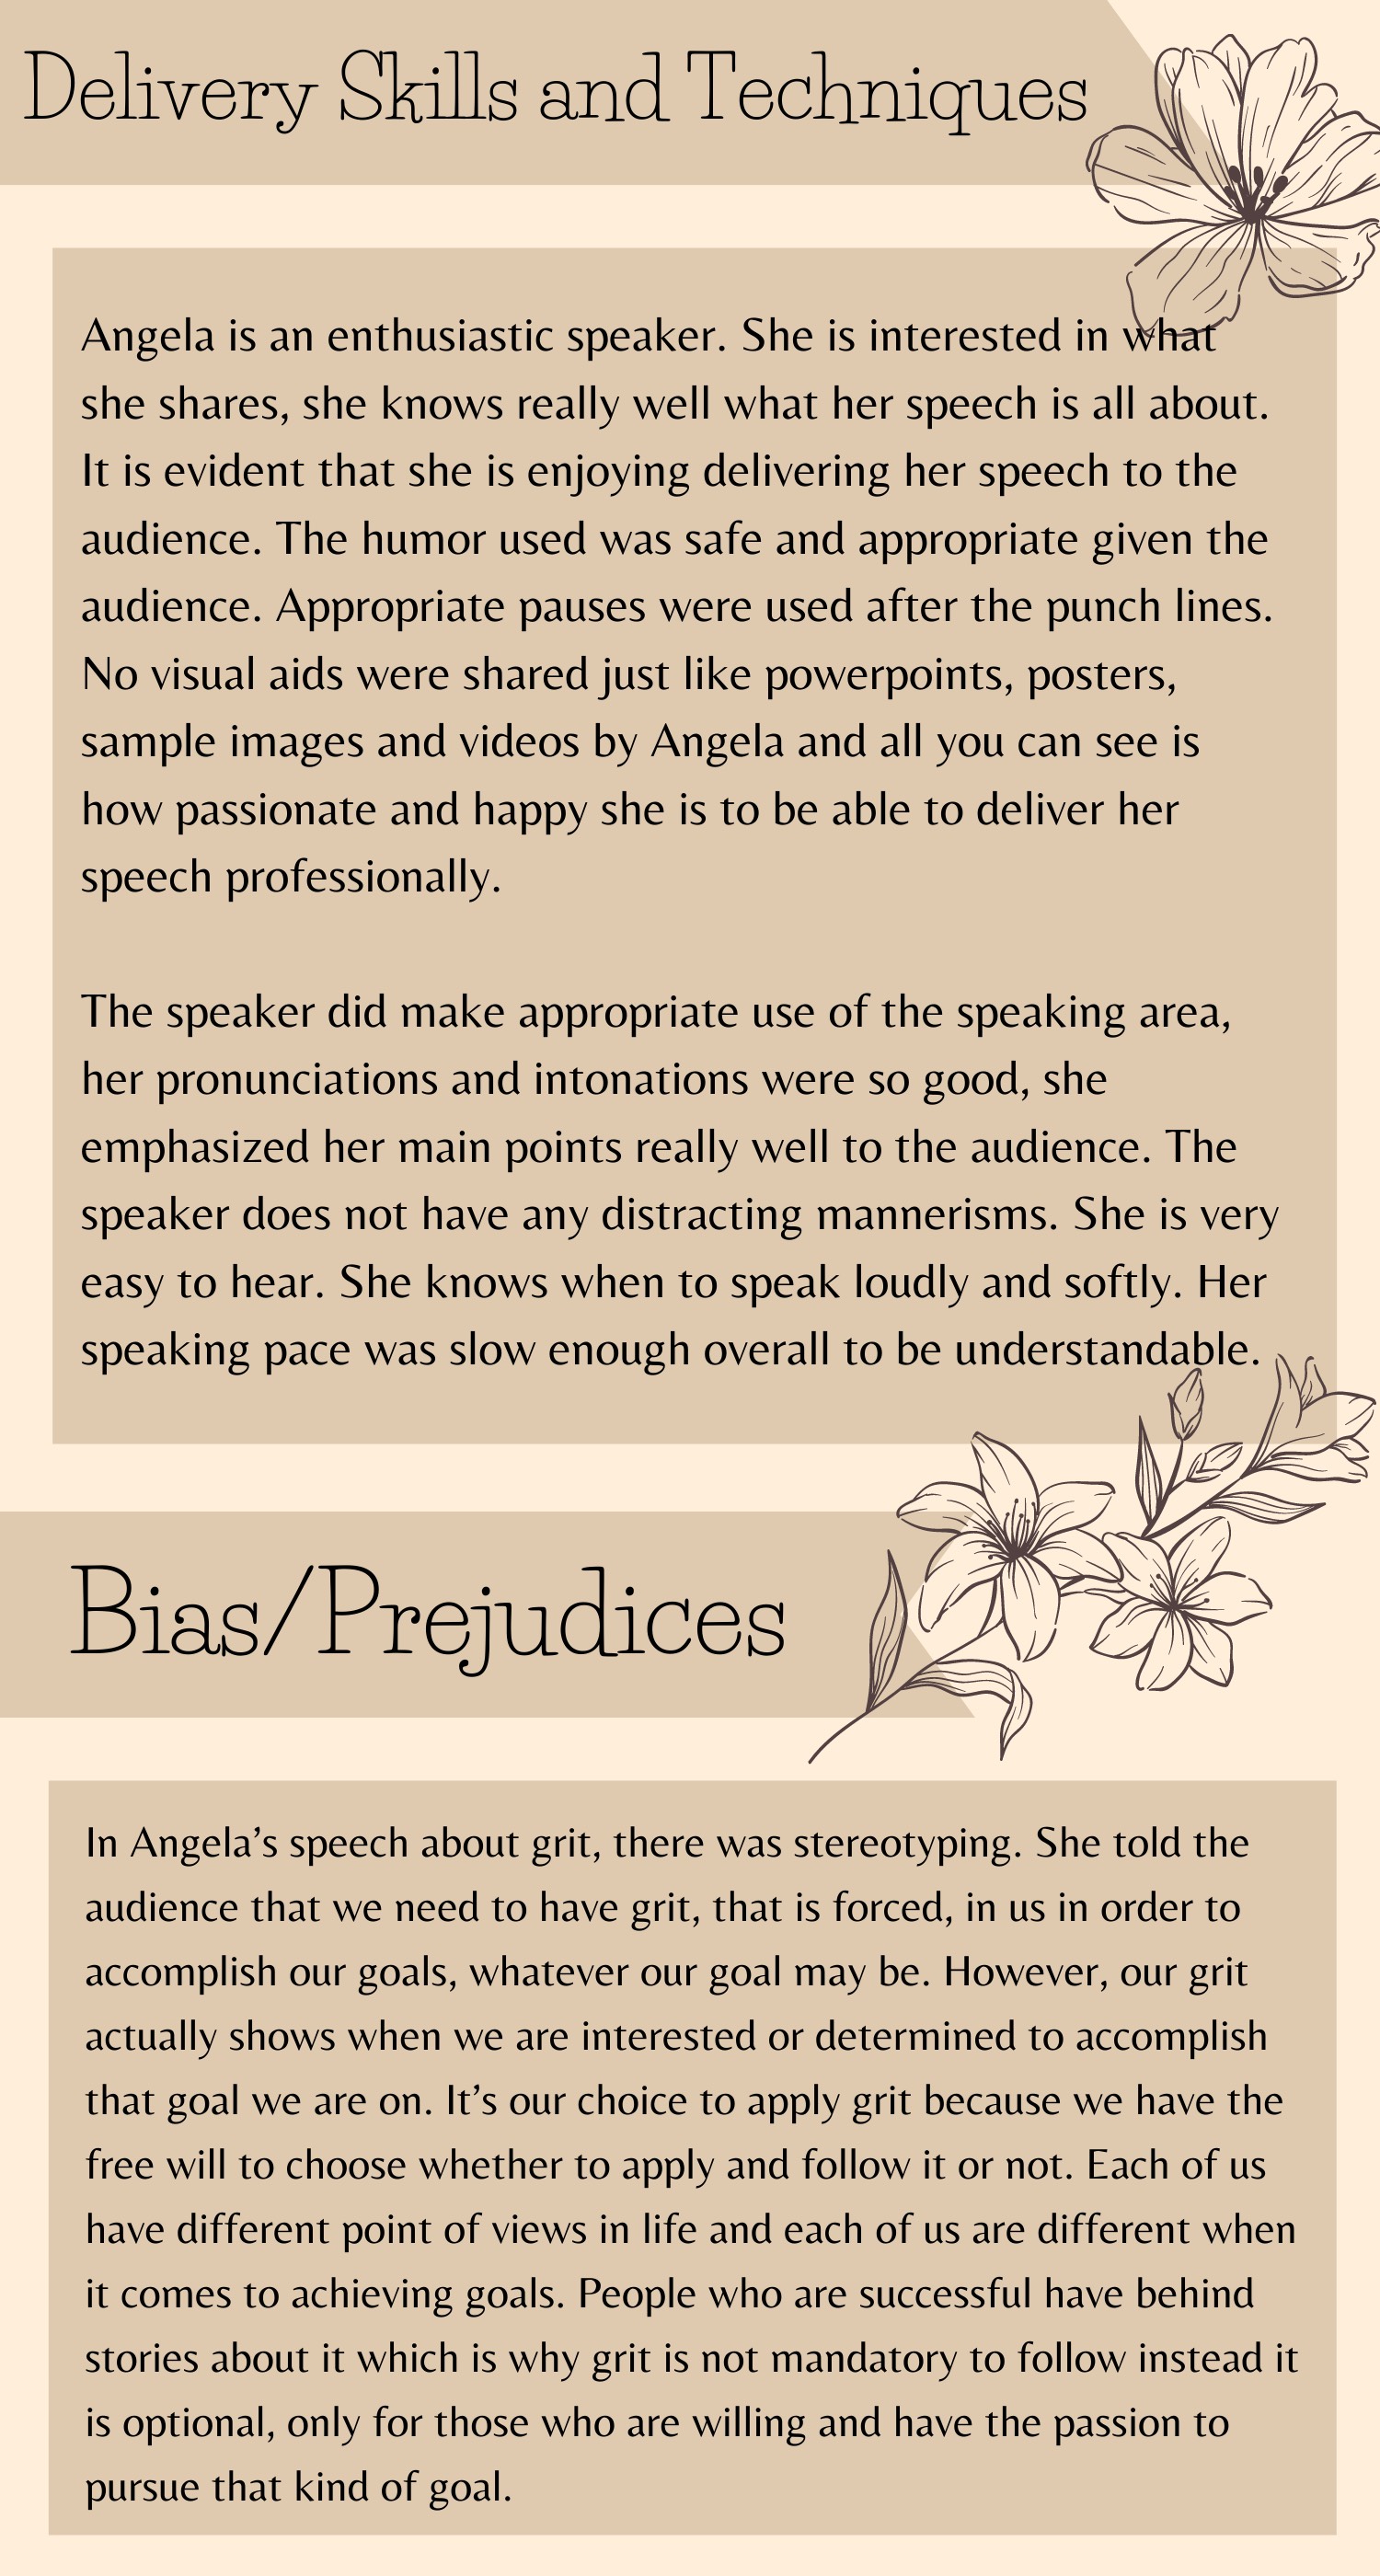 Delivery Skills and Techniques
Angela is an enthusiastic speaker. She is interested in what
she shares, she knows really well what her speech is all about.
It is evident that she is enjoying delivering her speech to the
audience. The humor used was safe and appropriate given the
audience. Appropriate pauses were used after the punch lines.
No visual aids were shared just like powerpoints, posters,
sample images and videos by Angela and all you can see is
how passionate and happy she is to be able to deliver her
speech professionally.
The speaker did make appropriate use of the speaking area,
her pronunciations and intonations were so good, she
emphasized her main points really well to the audience. The
speaker does not have any distracting mannerisms. She is very
easy to hear. She knows when to speak loudly and softly. Her
speaking pace was slow enough overall to be understandable.
Bias/Prejudices
In Angela’s speech about grit, there was stereotyping. She told the
audience that we need to have grit, that is forced, in us in order to
accomplish our goals, whatever our goal may be. However, our grit
actually shows when we are interested or determined to accomplish
that goal we are on. It’s our choice to apply grit because we have the
free will to choose whether to apply and follow it or not. Each of us
have different point of views in life and each of us are different when
it comes to achieving goals. People who are successful have behind
stories about it which is why grit is not mandatory to follow instead it
is optional, only for those who are willing and have the passion to
pursue that kind of goal.